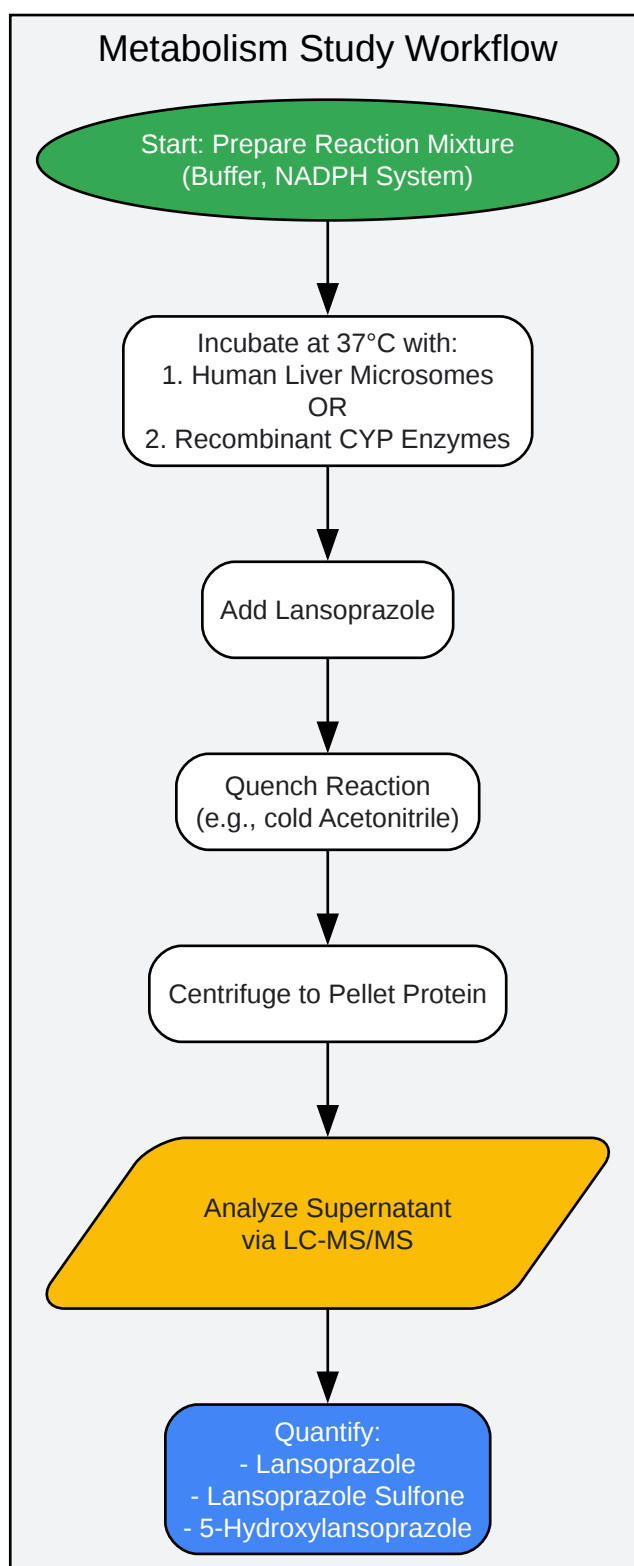 Metabolism Study Workflow
Start: Prepare Reaction Mixture
(Buffer, NADPH System)
Incubate at 37°C with:
1. Human Liver Microsomes
OR
2. Recombinant CYP Enzymes
Add Lansoprazole
Quench Reaction
(e.g., cold Acetonitrile)
Centrifuge to Pellet Protein
Analyze Supernatant
via LC-MS/MS
Quantify:
- Lansoprazole
- Lansoprazole Sulfone
- 5-Hydroxylansoprazole